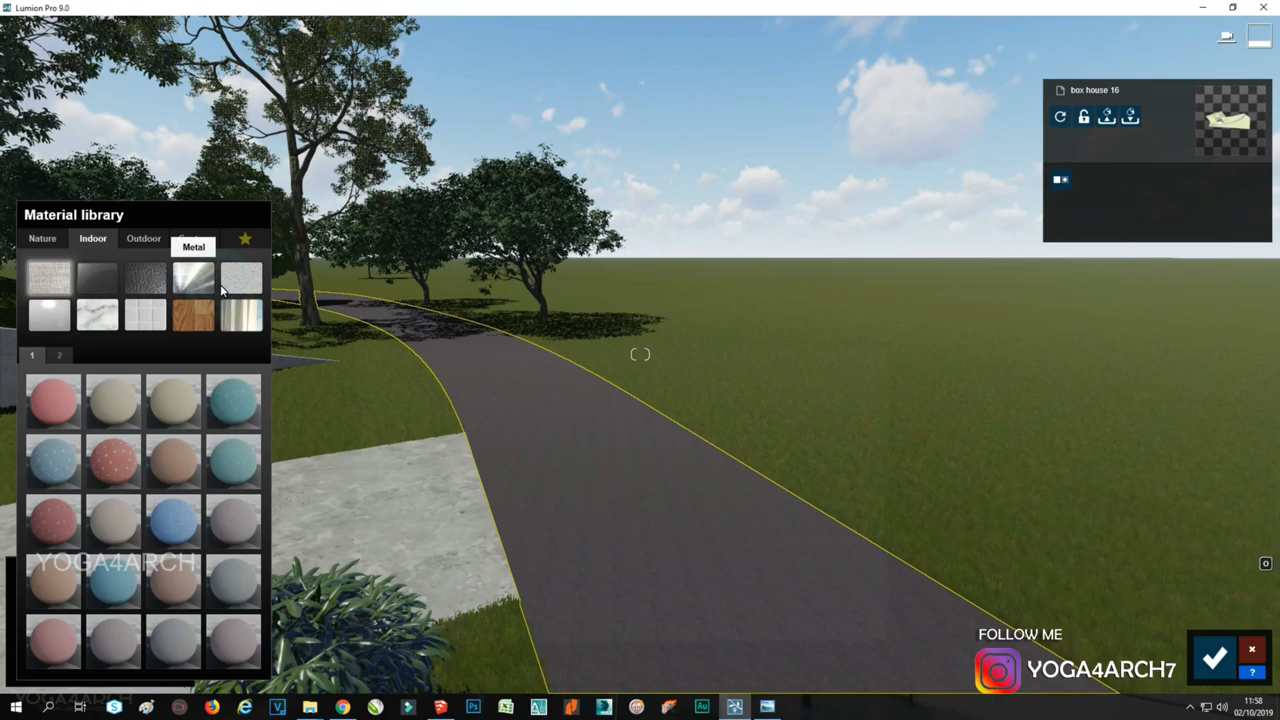 Lumion Pro 9.0
box house 16
Material library
Nature Indoor Outdoor
Metal
1 2
YOGA4ARCH
FOLLOW ME
YOGA4ARCH7
YOGA4ARCH
11:58
02/10/2019